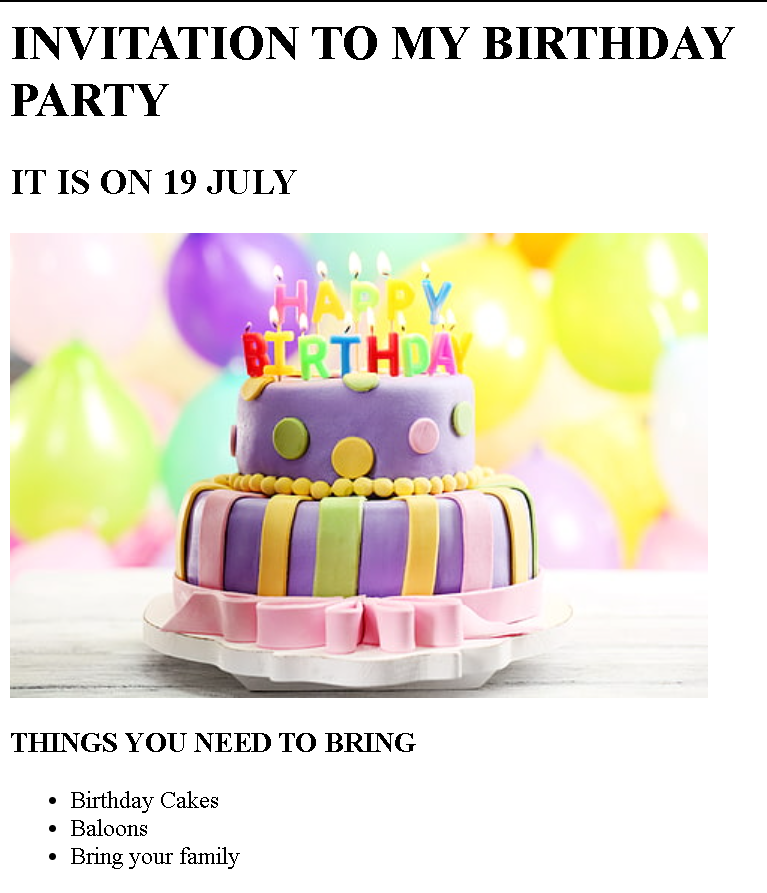 INVITATION TO MY BIRTHDAY
PARTY
IT IS ON 19 JULY
HAPPY
BIRTHDAY
THINGS YOU NEED TO BRING
Birthday Cakes
Baloons
Bring your family